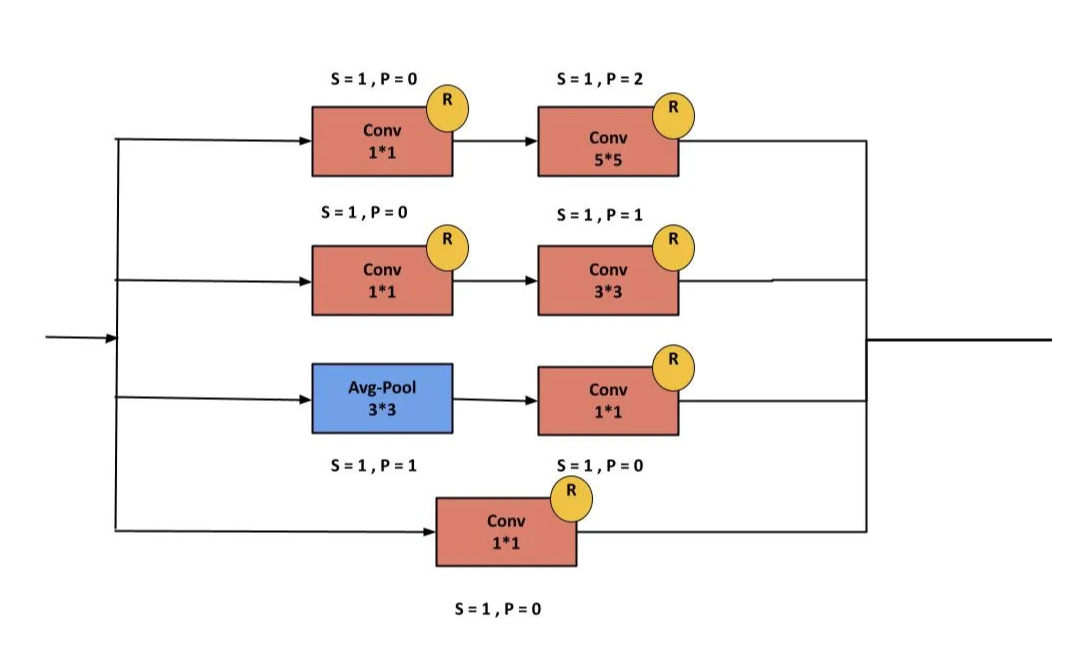 S = 1 , P = 0
S = 1 , P = 2
R
R
Conv
1*1
Conv
5*5
S = 1 , P = 0
S = 1 , P = 1
R
R
Conv
1*1
Conv
3*3
R
Avg-Pool
3*3
Conv
1*1
S = 1 , P = 1
S = 1 , P = 0
R
Conv
1*1
S = 1 , P = 0